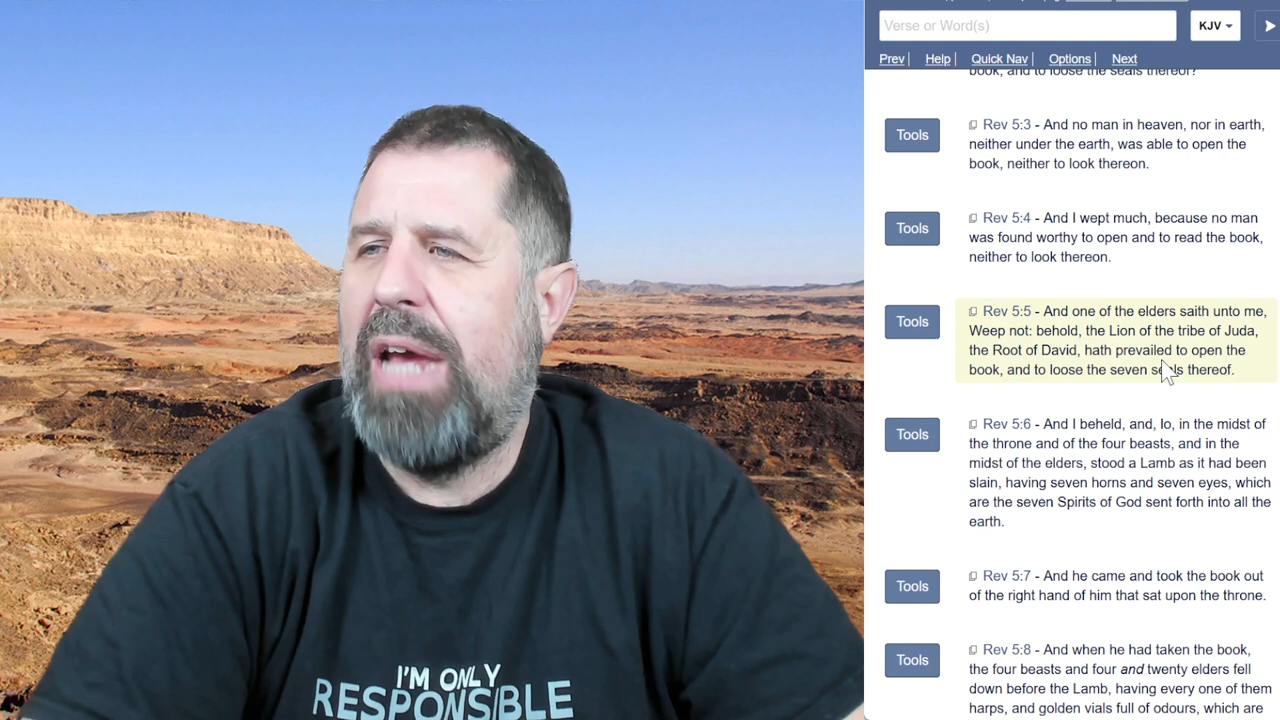 Verse or Word(s)
KJV
Prev
Help
Quick Nav
Options
Next
book, and to loose the seals thereof?
Tools
Rev 5:3 - And no man in heaven, nor in earth,
neither under the earth, was able to open the
book, neither to look thereon.
Tools
Rev 5:4 - And I wept much, because no man
was found worthy to open and to read the book,
neither to look thereon.
Tools
Rev 5:5 - And one of the elders saith unto me,
Weep not: behold, the Lion of the tribe of Juda,
the Root of David, hath prevailed to open the
book, and to loose the seven seals thereof.
Tools
Rev 5:6 - And I beheld, and, lo, in the midst of
the throne and of the four beasts, and in the
midst of the elders, stood a Lamb as it had been
slain, having seven horns and seven eyes, which
are the seven Spirits of God sent forth into all the
earth.
Tools
Rev 5:7 - And he came and took the book out
of the right hand of him that sat upon the throne.
Tools
Rev 5:8 - And when he had taken the book,
the four beasts and four and twenty elders fell
down before the Lamb, having every one of them
harps, and golden vials full of odours, which are
I'M ONLY
RESPONSIBLE